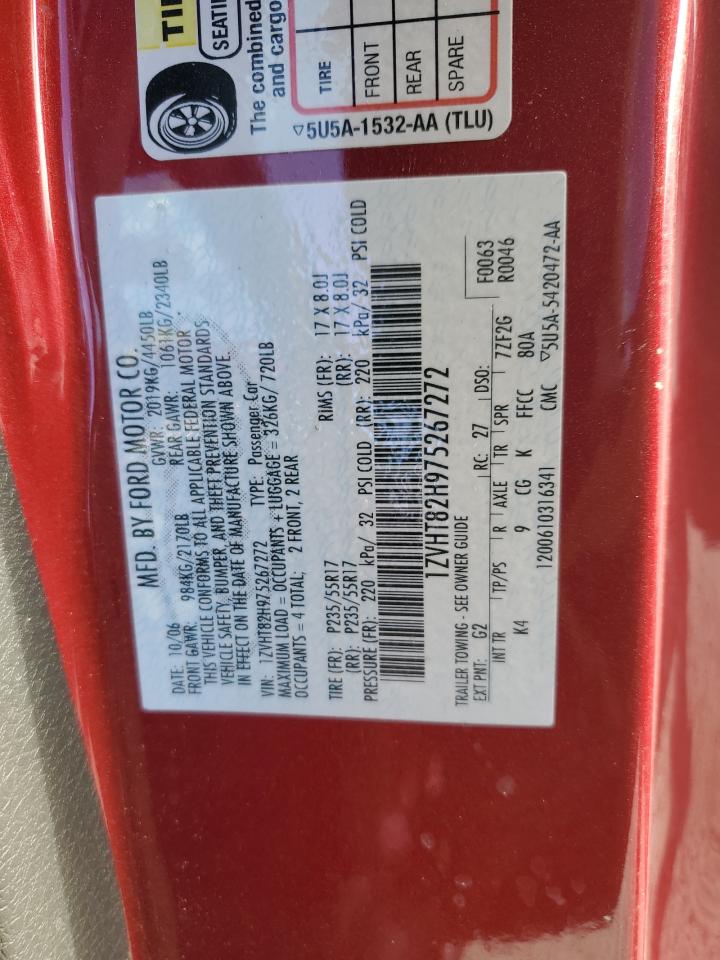 TIR
SEATIN
The combined
and cargo
TIRE
FRONT
REAR
SPARE
▽5U5A-1532-AA (TLU)
MFD. BY FORD MOTOR CO.
DATE: 10/06 GVWR: 2019KG/4450LB
FRONT GAWR: 984KG/2170LB REAR GAWR: 1061KG/2340LB
THIS VEHICLE CONFORMS TO ALL APPLICABLE FEDERAL MOTOR
VEHICLE SAFETY, BUMPER, AND THEFT PREVENTION STANDARDS
IN EFFECT ON THE DATE OF MANUFACTURE SHOWN ABOVE.
VIN: 1ZVHT82H975267272 TYPE: Passenger Car
MAXIMUM LOAD = OCCUPANTS + LUGGAGE = 326KG/ 720LB
OCCUPANTS = 4 TOTAL; 2 FRONT, 2 REAR
TIRE (FR): P235/55R17 RIMS (FR): 17 X 8.0J
(RR): P235/55R17 (RR): 17 X 8.0J
PRESSURE (FR): 220 kPa/ 32 PSI COLD (RR): 220 kPa/ 32 PSI COLD
1ZVHT82H975267272
TRAILER TOWING - SEE OWNER GUIDE F0063
EXT PNT: G2 RC: 27 DSO: R0046
INT TR TP/PS R AXLE TR SPR 7ZF2G
K4 9 CG K FFCC 80A
1200610316341 CMC ▽5U5A-5420472-AA